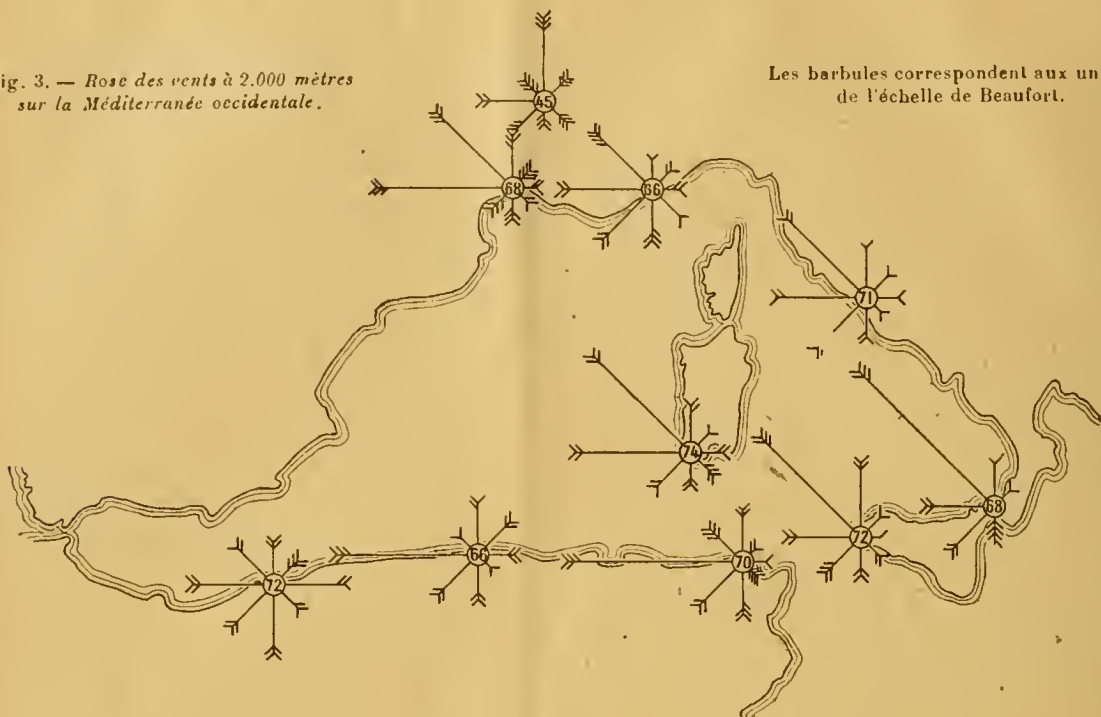 ig. 3. — Rose des vents à 2.000 mètres
sur la Méditerranée occidentale.
Les barbules correspondent aux un
de l'échelle de Beaufort.
45
68
66
71
74
68
72
66
70
72